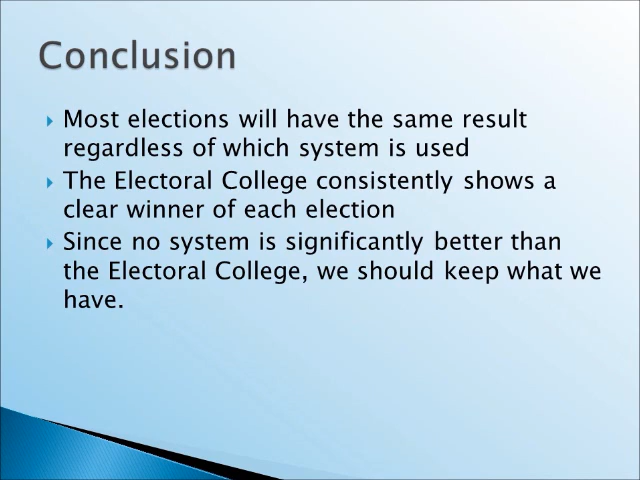 Conclusion
Most elections will have the same result
regardless of which system is used
The Electoral College consistently shows a
clear winner of each election
Since no system is significantly better than
the Electoral College, we should keep what we
have.